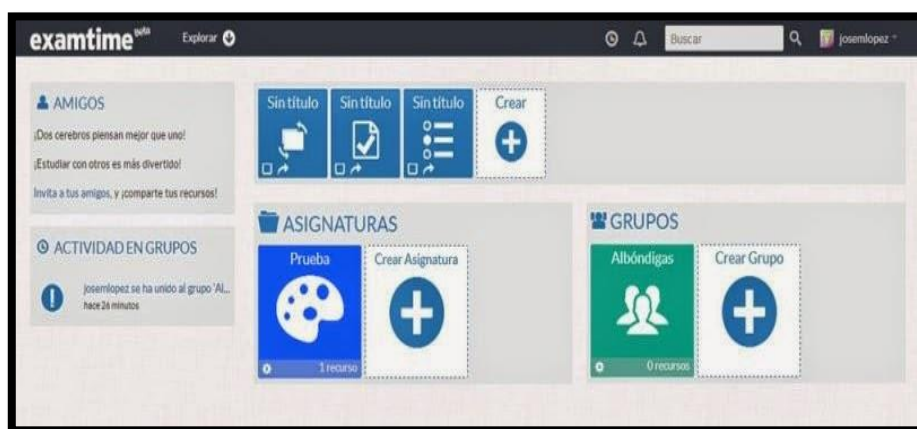 examtime beta Explorar Buscar josemlopez
AMIGOS
¡Dos cerebros piensan mejor que uno!
¡Estudiar con otros es más divertido!
Invita a tus amigos, y ¡comparte tus recursos!
ACTIVIDAD EN GRUPOS
josemlopez se ha unido al grupo 'Al...
hace 26 minutos
Sin título Sin título Sin título Crear
ASIGNATURAS
Prueba Crear Asignatura
1 recurso
GRUPOS
Albóndigas Crear Grupo
0 recursos